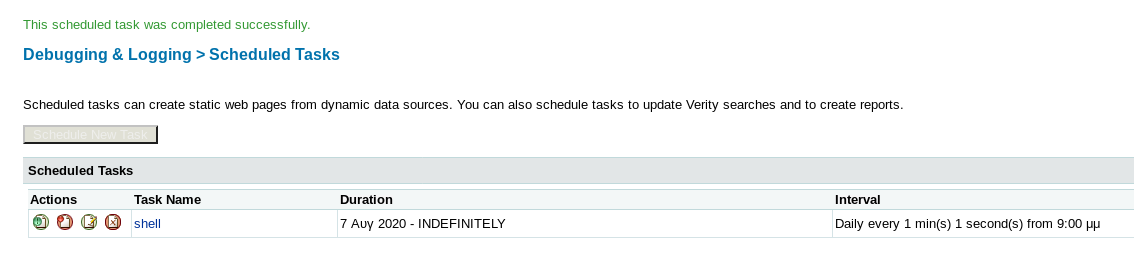 This scheduled task was completed successfully.
Debugging & Logging > Scheduled Tasks
Scheduled tasks can create static web pages from dynamic data sources. You can also schedule tasks to update Verity searches and to create reports.
Schedule New Task
Scheduled Tasks
Actions Task Name Duration Interval
shell 7 Αυγ 2020 - INDEFINITELY Daily every 1 min(s) 1 second(s) from 9:00 μμ